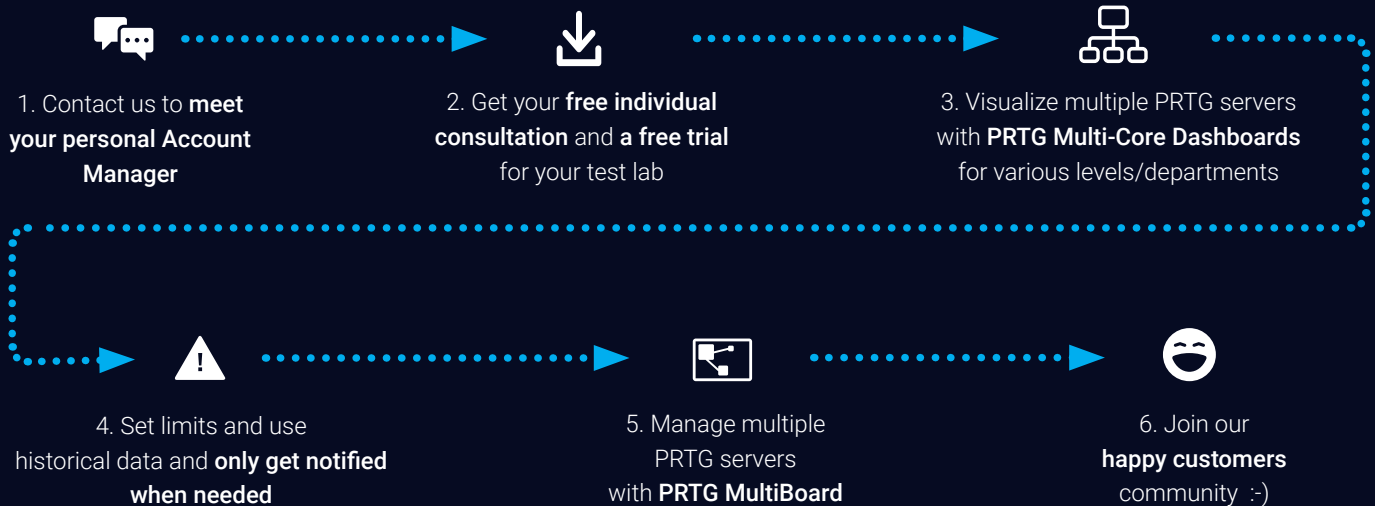 1. Contact us to meet
your personal Account
Manager
2. Get your free individual
consultation and a free trial
for your test lab
3. Visualize multiple PRTG servers
with PRTG Multi-Core Dashboards
for various levels/departments
4. Set limits and use
historical data and only get notified
when needed
5. Manage multiple
PRTG servers
with PRTG MultiBoard
6. Join our
happy customers
community :-)